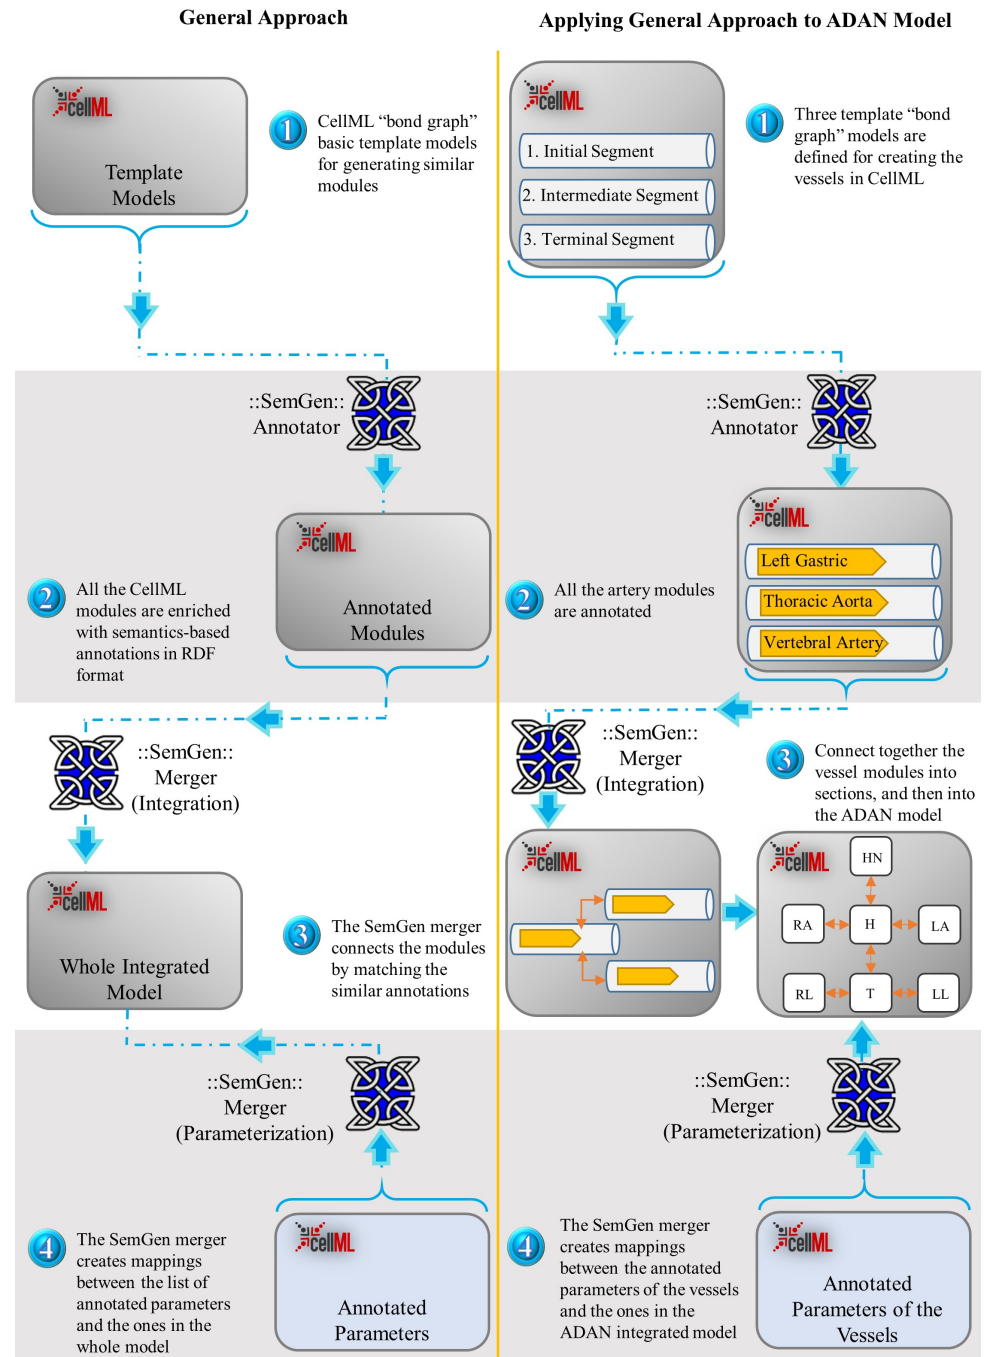 General Approach
Applying General Approach to ADAN Model
cellML
Template
Models
1
CellML “bond graph”
basic template models
for generating similar
modules
cellML
1. Initial Segment
2. Intermediate Segment
3. Terminal Segment
1
Three template “bond
graph” models are
defined for creating the
vessels in CellML
::SemGen::
Annotator
::SemGen::
Annotator
cellML
Annotated
Modules
2
All the CellML
modules are enriched
with semantics-based
annotations in RDF
format
2
All the artery modules
are annotated
cellML
Left Gastric
Thoracic Aorta
Vertebral Artery
::SemGen::
Merger
(Integration)
::SemGen::
Merger
(Integration)
3
Connect together the
vessel modules into
sections, and then into
the ADAN model
cellML
Whole Integrated
Model
3
The SemGen merger
connects the modules
by matching the
similar annotations
cellML
cellML
HN
RA
H
LA
RL
T
LL
::SemGen::
Merger
(Parameterization)
::SemGen::
Merger
(Parameterization)
4
The SemGen merger
creates mappings
between the list of
annotated parameters
and the ones in the
whole model
cellML
Annotated
Parameters
4
The SemGen merger
creates mappings
between the annotated
parameters of the vessels
and the ones in the
ADAN integrated model
cellML
Annotated
Parameters of the
Vessels